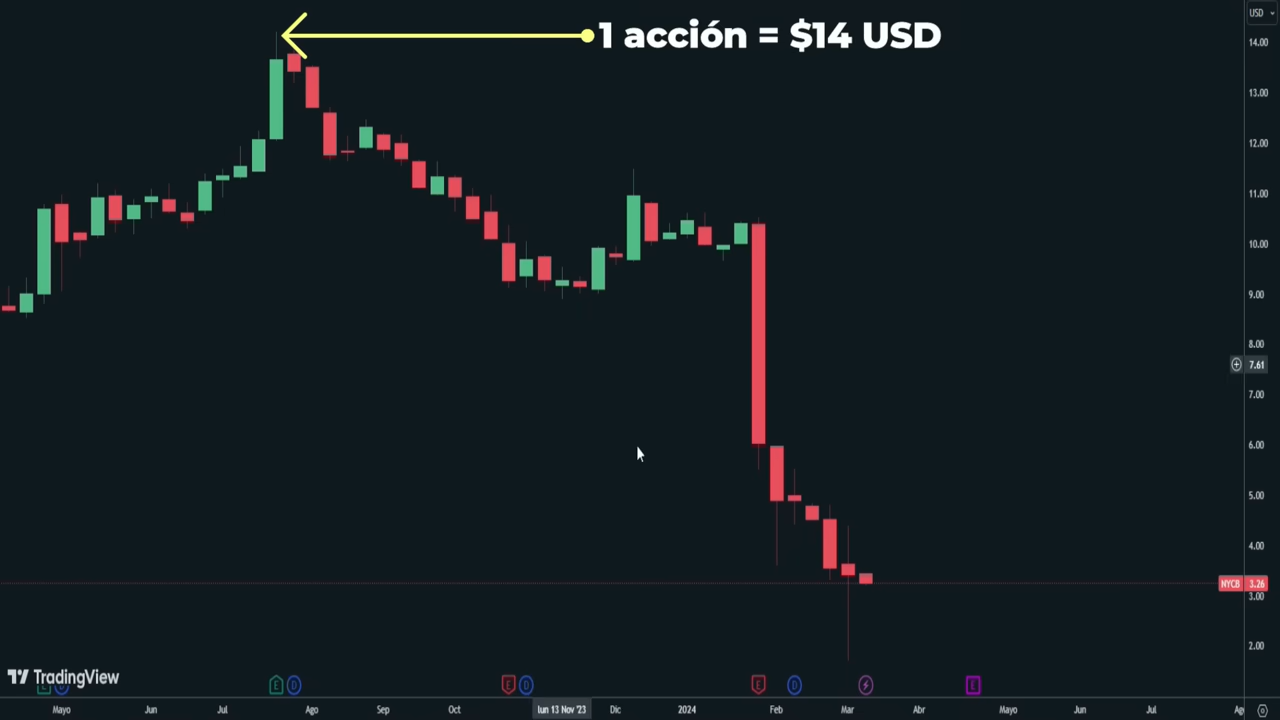 1 acción = $14 USD
USD
14.00
13.00
12.00
11.00
10.00
9.00
8.00
7.61
7.00
6.00
5.00
4.00
NYCB 3.26
3.00
2.00
TradingView
E D E D E D E D E
Mayo Jun Jul Ago Sep Oct lun 13 Nov '23 Dic 2024 Feb Mar Abr Mayo Jun Jul